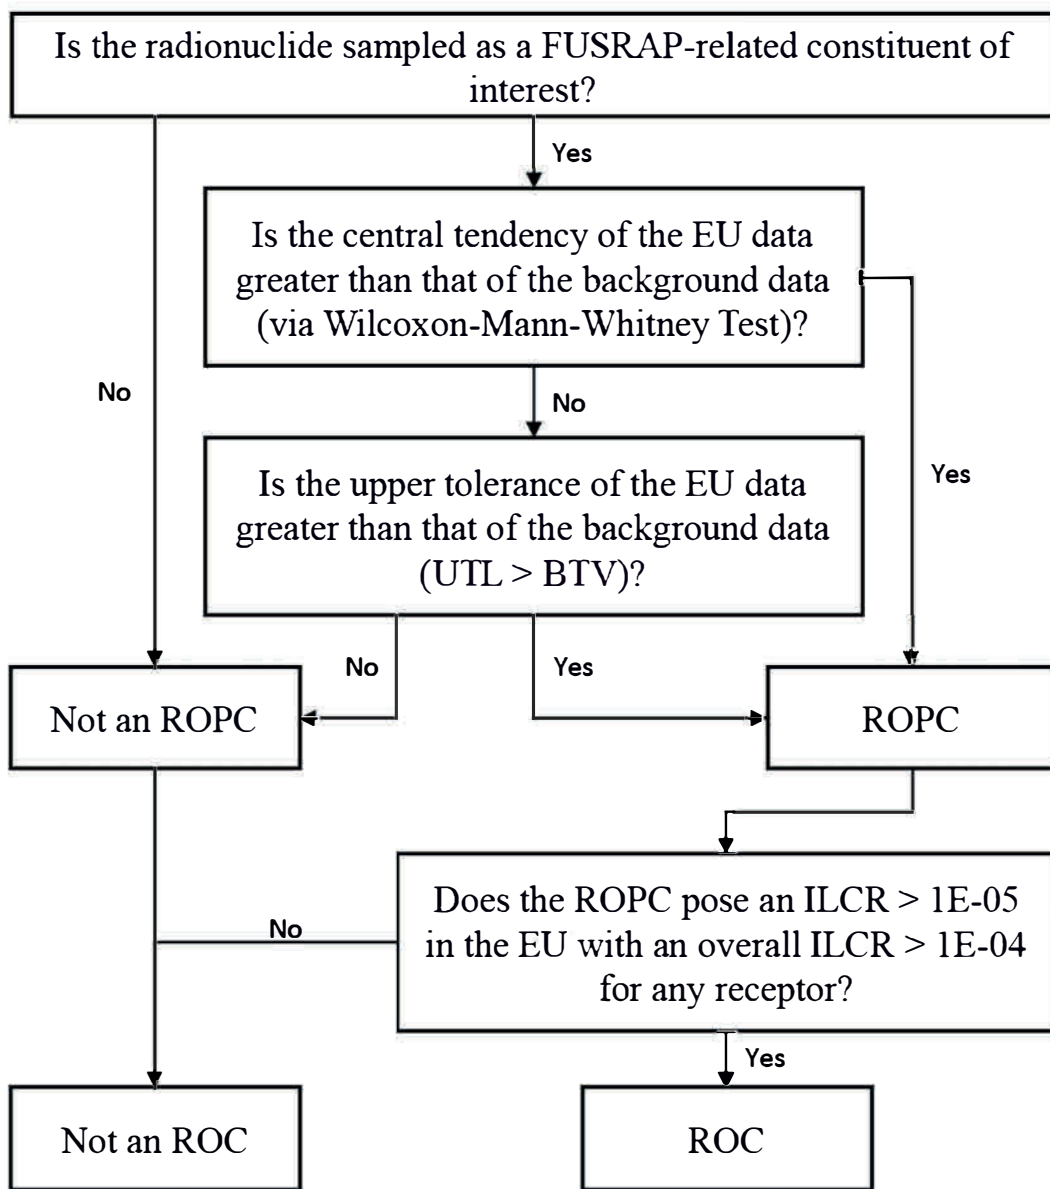 Is the radionuclide sampled as a FUSRAP-related constituent of
interest?
Yes
Is the central tendency of the EU data
greater than that of the background data
(via Wilcoxon-Mann-Whitney Test)?
No
No
Yes
Is the upper tolerance of the EU data
greater than that of the background data
(UTL > BTV)?
No
Yes
Not an ROPC
ROPC
Does the ROPC pose an ILCR > 1E-05
in the EU with an overall ILCR > 1E-04
for any receptor?
No
Yes
Not an ROC
ROC